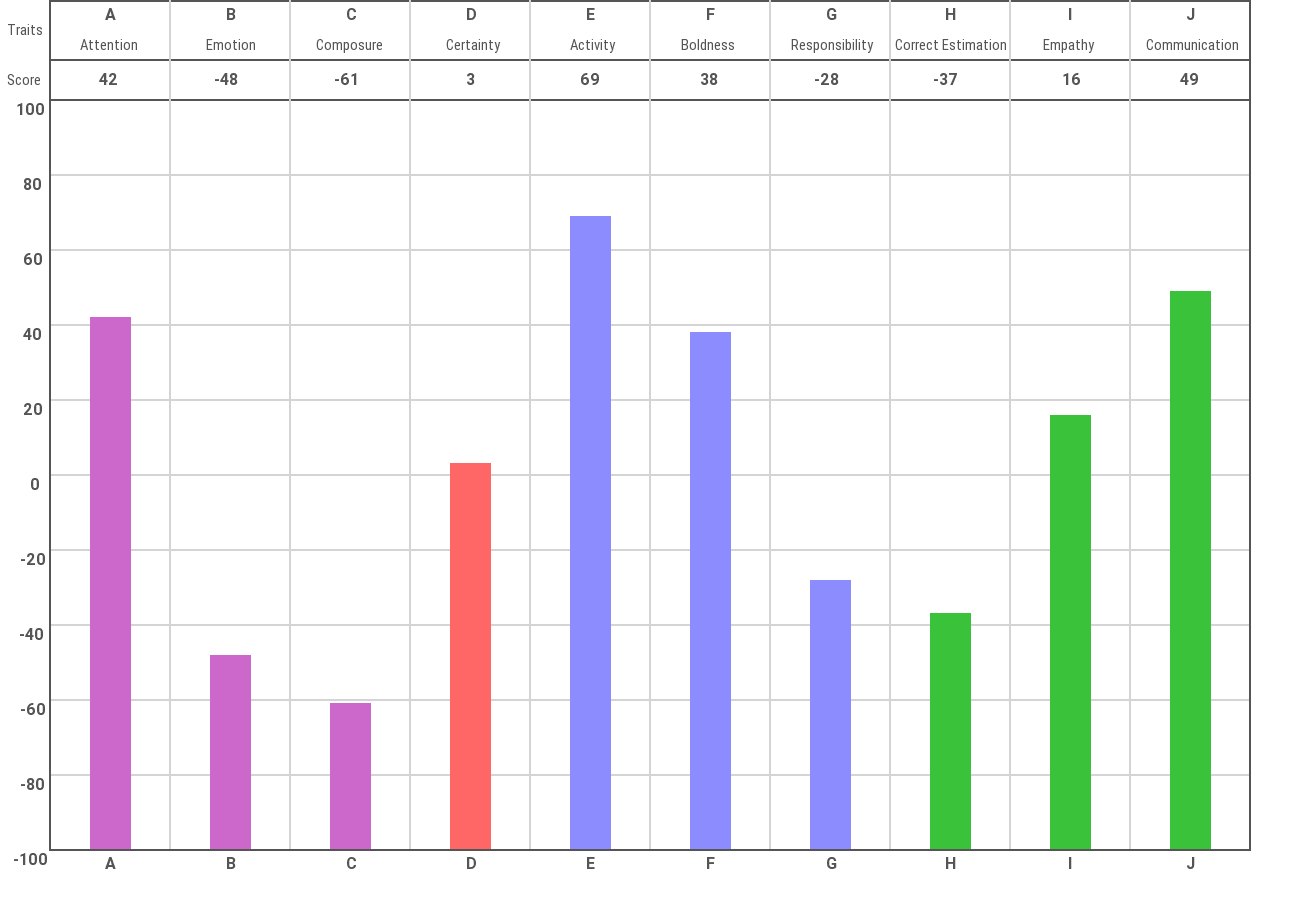 A B C D E F G H I J
Traits
Attention Emotion Composure Certainty Activity Boldness Responsibility Correct Estimation Empathy Communication
Score 42 -48 -61 3 69 38 -28 -37 16 49
100
80
60
40
20
0
-20
-40
-60
-80
-100
A B C D E F G H I J